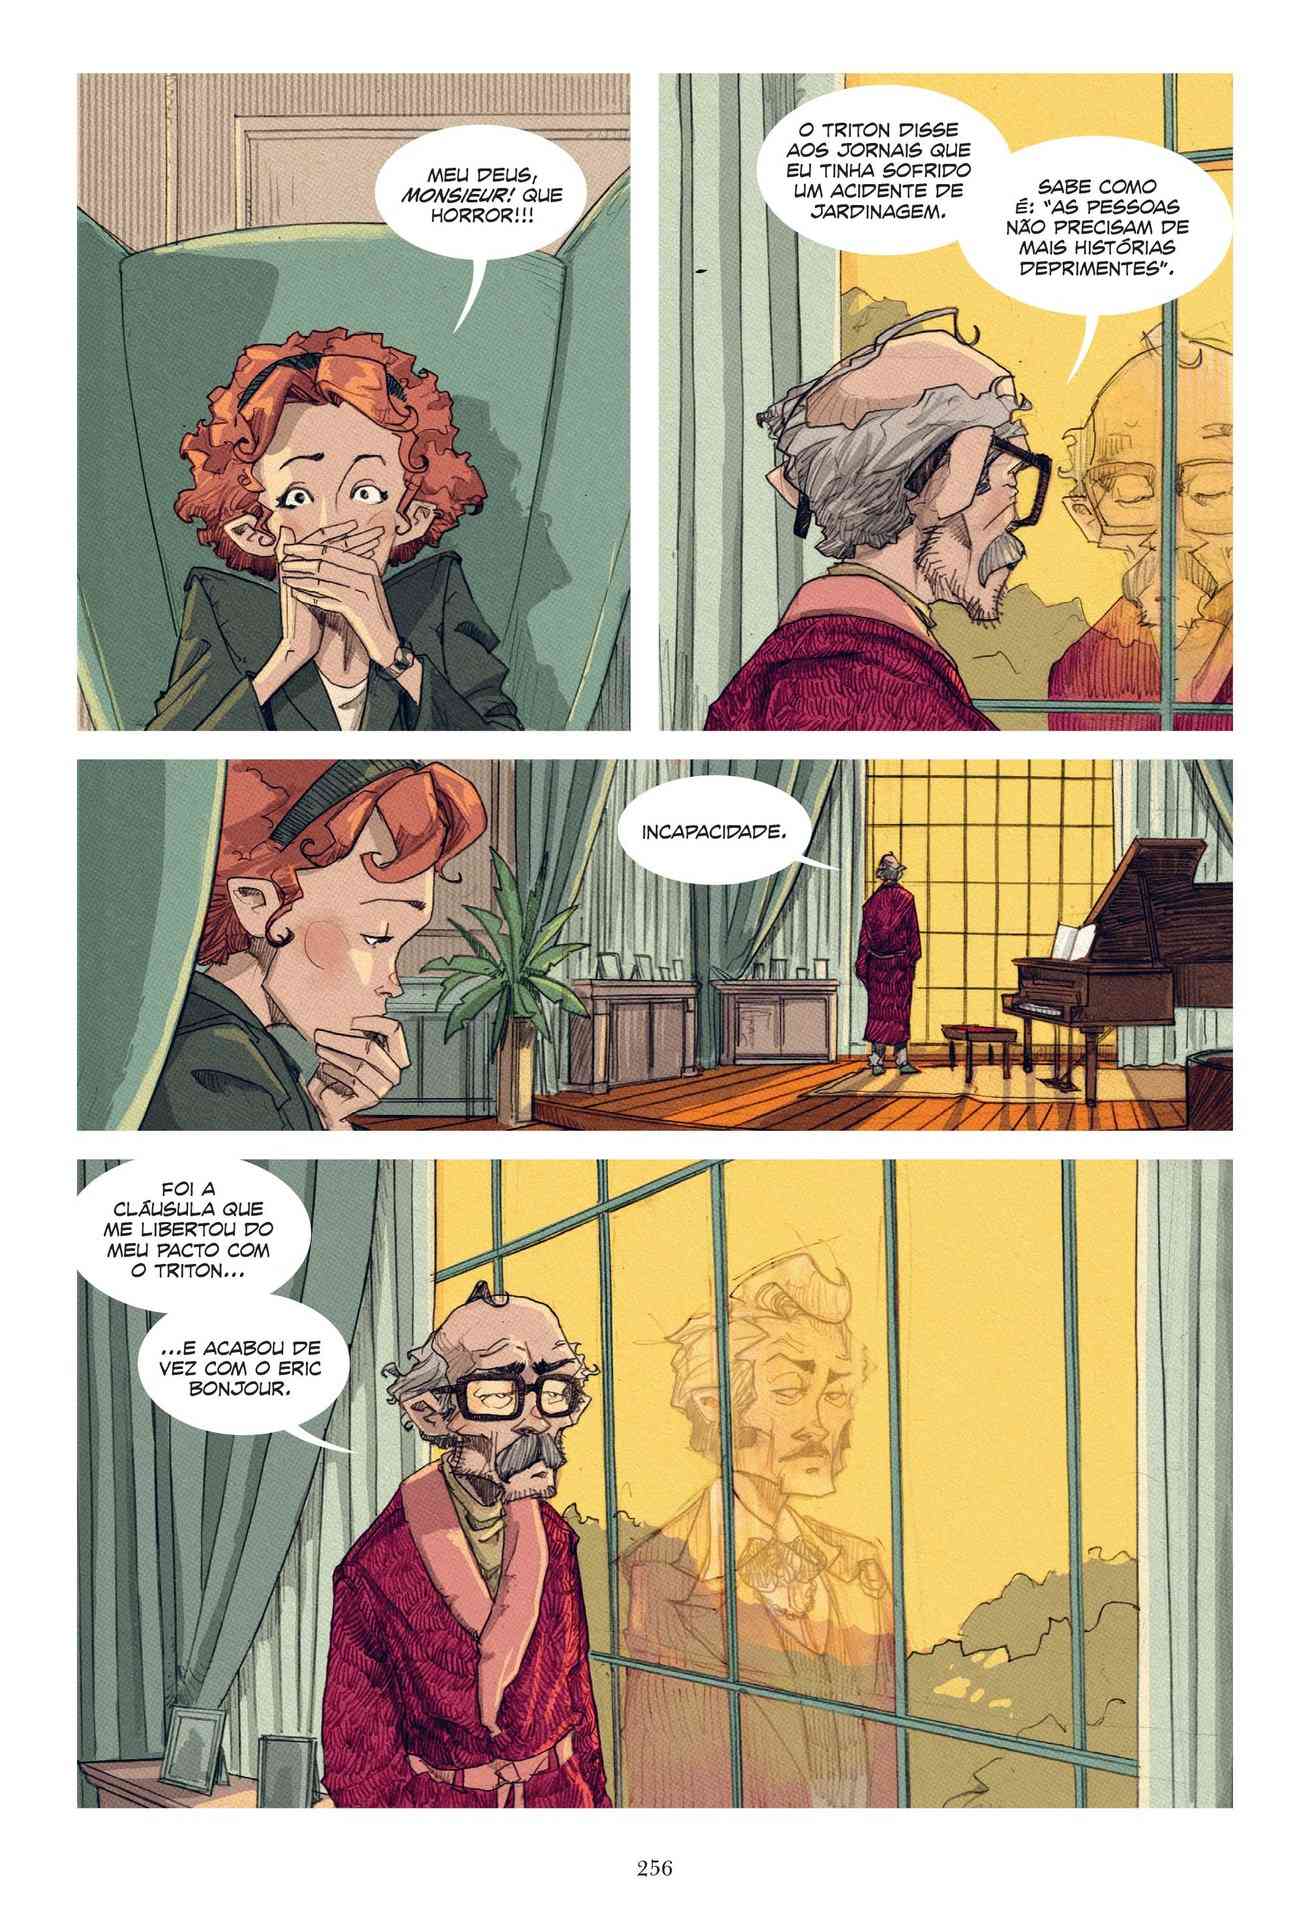 MEU DEUS,
MONSIEUR! QUE
HORROR!!!
O TRITON DISSE
AOS JORNAIS QUE
EU TINHA SOFRIDO
UM ACIDENTE DE
JARDINAGEM.
SABE COMO
É: “AS PESSOAS
NÃO PRECISAM DE
MAIS HISTÓRIAS
DEPRIMENTES”.
INCAPACIDADE.
FOI A
CLÁUSULA QUE
ME LIBERTOU DO
MEU PACTO COM
O TRITON...
...E ACABOU DE
VEZ COM O ERIC
BONJOUR.
256